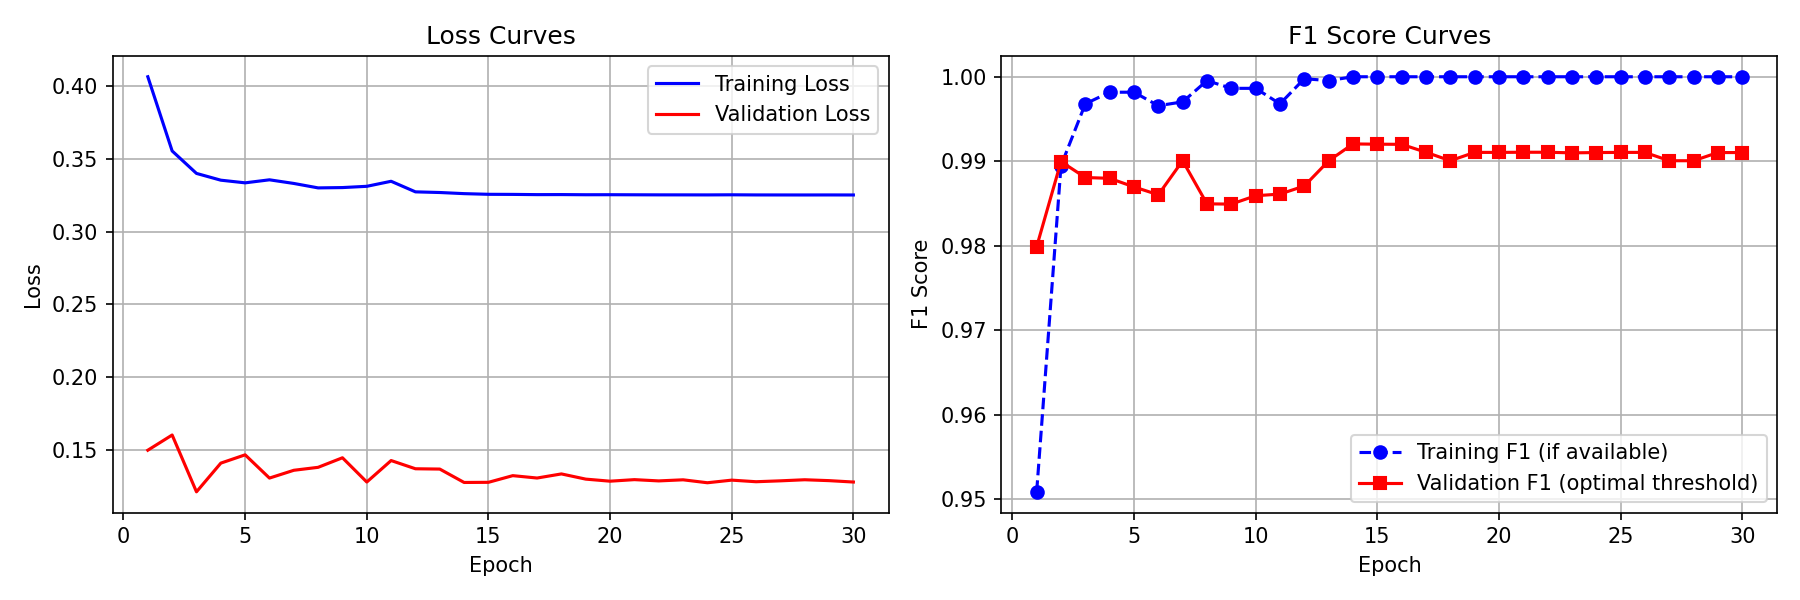 Loss Curves
0.40
0.35
0.30
0.25
0.20
0.15
Loss
Training Loss
Validation Loss
0 5 10 15 20 25 30
Epoch
F1 Score Curves
1.00
0.99
0.98
0.97
0.96
0.95
F1 Score
Training F1 (if available)
Validation F1 (optimal threshold)
0 5 10 15 20 25 30
Epoch